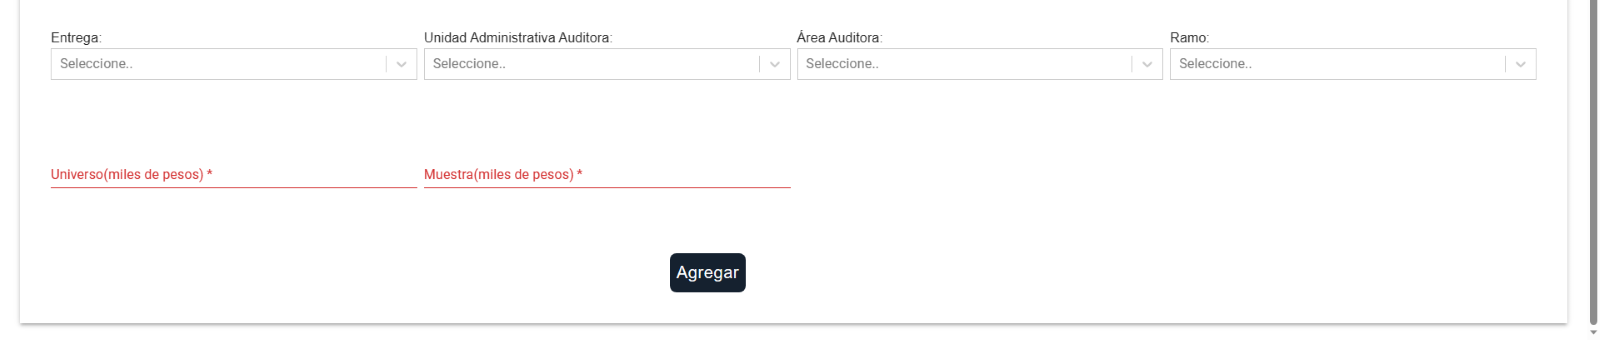 Entrega: Unidad Administrativa Auditora: Área Auditora: Ramo:
Seleccione.. Seleccione.. Seleccione.. Seleccione..
Universo(miles de pesos) * Muestra(miles de pesos) *
Agregar